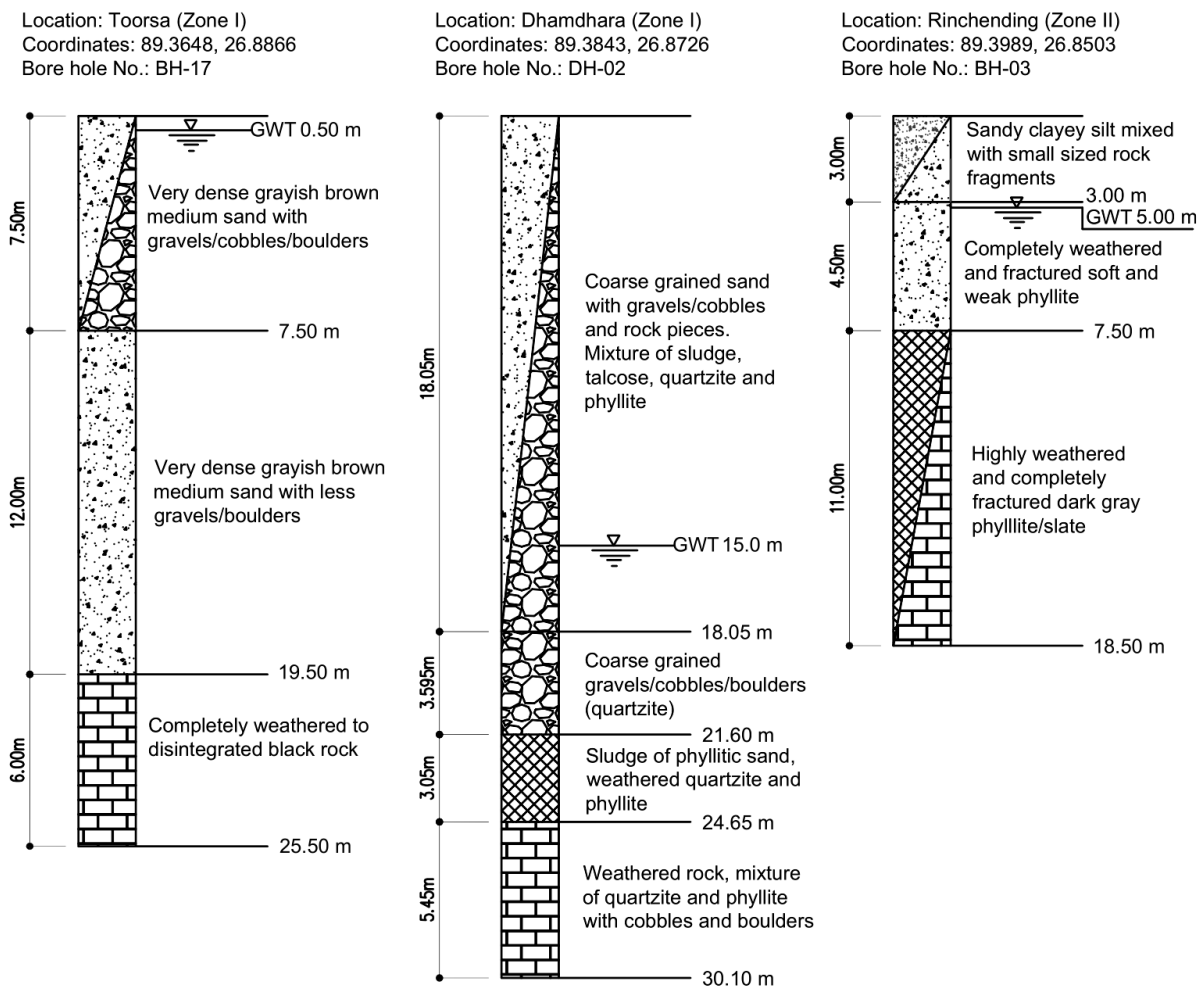 Location: Toorsa (Zone I)
Coordinates: 89.3648, 26.8866
Bore hole No.: BH-17
7.50m
GWT 0.50 m
Very dense grayish brown
medium sand with
gravels/cobbles/boulders
7.50 m
12.00m
Very dense grayish brown
medium sand with less
gravels/boulders
19.50 m
6.00m
Completely weathered to
disintegrated black rock
25.50 m
Location: Dhamdhara (Zone I)
Coordinates: 89.3843, 26.8726
Bore hole No.: DH-02
18.05m
Coarse grained sand
with gravels/cobbles
and rock pieces.
Mixture of sludge,
talcose, quartzite and
phyllite
GWT 15.0 m
18.05 m
3.595m
Coarse grained
gravels/cobbles/boulders
(quartzite)
21.60 m
3.05m
Sludge of phyllitic sand,
weathered quartzite and
phyllite
24.65 m
5.45m
Weathered rock, mixture
of quartzite and phyllite
with cobbles and boulders
30.10 m
Location: Rinchending (Zone II)
Coordinates: 89.3989, 26.8503
Bore hole No.: BH-03
3.00m
Sandy clayey silt mixed
with small sized rock
fragments
3.00 m
GWT 5.00 m
4.50m
Completely weathered
and fractured soft and
weak phyllite
7.50 m
11.00m
Highly weathered
and completely
fractured dark gray
phylllite/slate
18.50 m